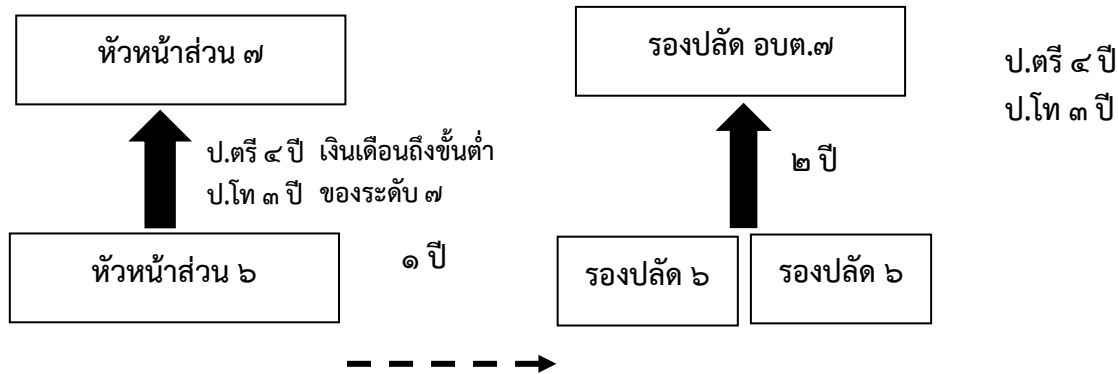 หัวหน้าส่วน ๗
รองปลัด อบต.๗
ป.ตรี ๔ ปี
ป.โท ๓ ปี
ป.ตรี ๔ ปี เงินเดือนถึงขั้นต่ำ
ป.โท ๓ ปี ของระดับ ๗
๒ ปี
หัวหน้าส่วน ๖
๑ ปี
รองปลัด ๖
รองปลัด ๖